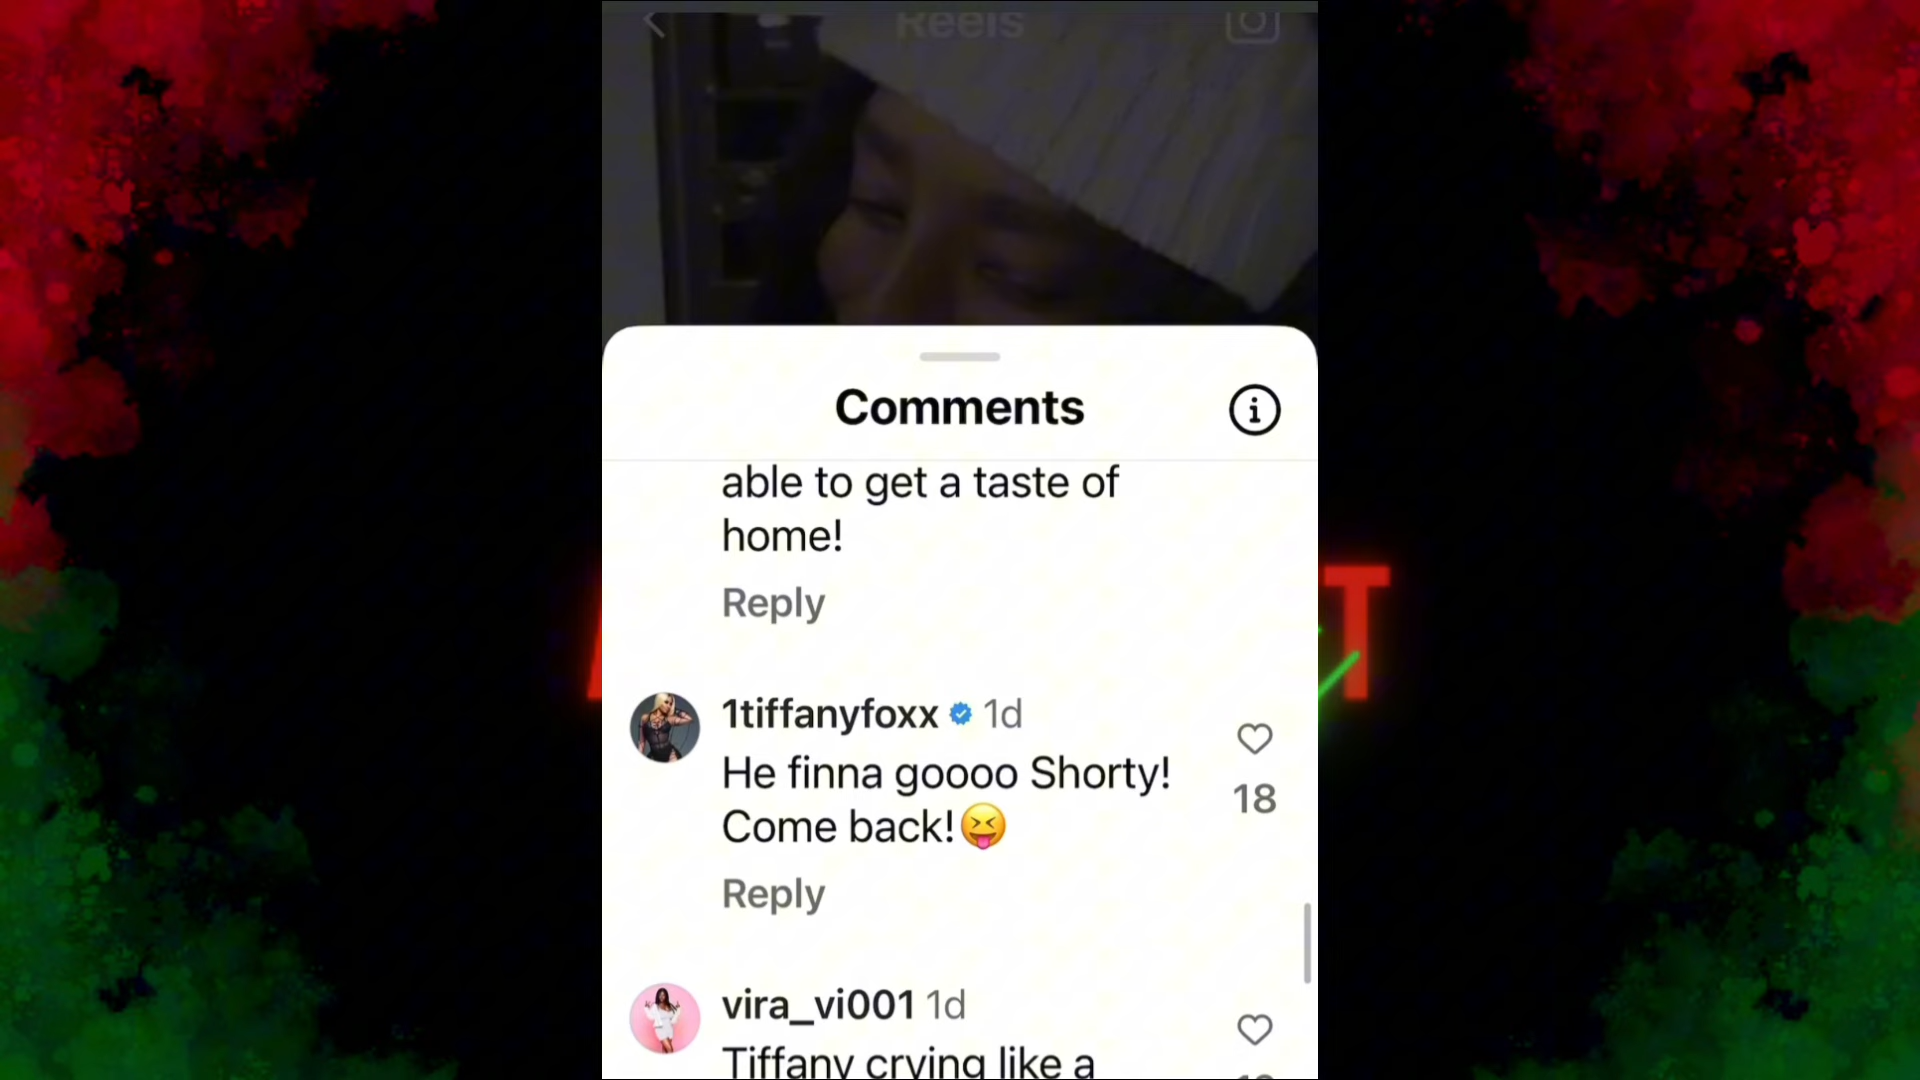 Reels
Comments
able to get a taste of
home!
Reply
1tiffanyfoxx 1d
He finna goooo Shorty!
Come back!😝
18
Reply
vira_vi001 1d
Tiffany crying like a
T